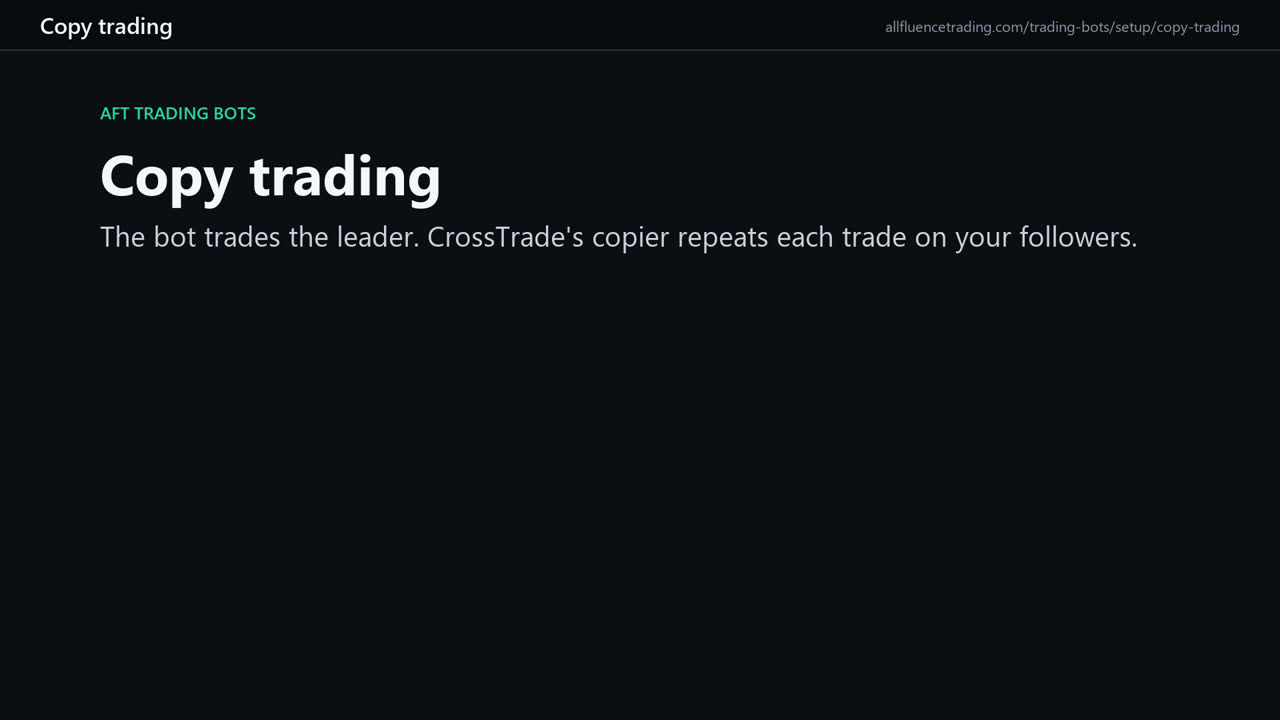 Copy trading
allfluencetrading.com/trading-bots/setup/copy-trading
AFT TRADING BOTS
Copy trading
The bot trades the leader. CrossTrade's copier repeats each trade on your followers.